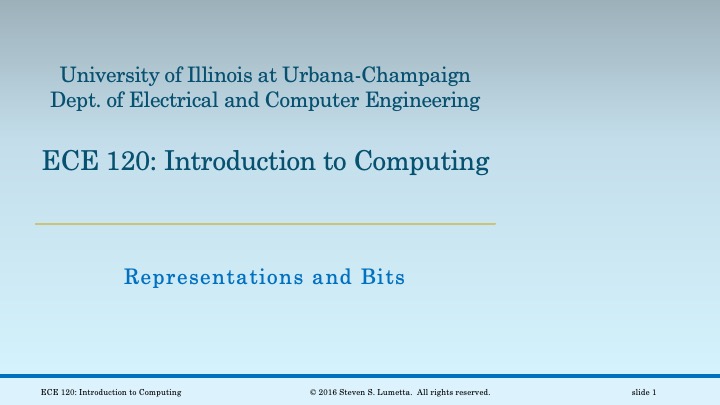 University of Illinois at Urbana-Champaign
Dept. of Electrical and Computer Engineering
ECE 120: Introduction to Computing
Representations and Bits
ECE 120: Introduction to Computing
© 2016 Steven S. Lumetta. All rights reserved.
slide 1